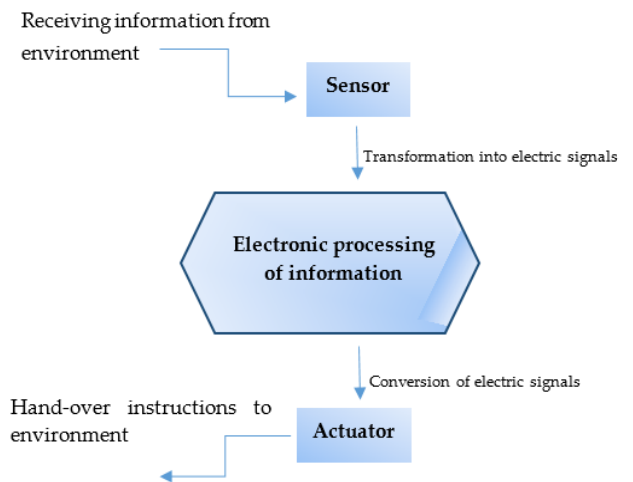 Receiving information from
environment
Sensor
Transformation into electric signals
Electronic processing
of information
Conversion of electric signals
Hand-over instructions to
environment
Actuator